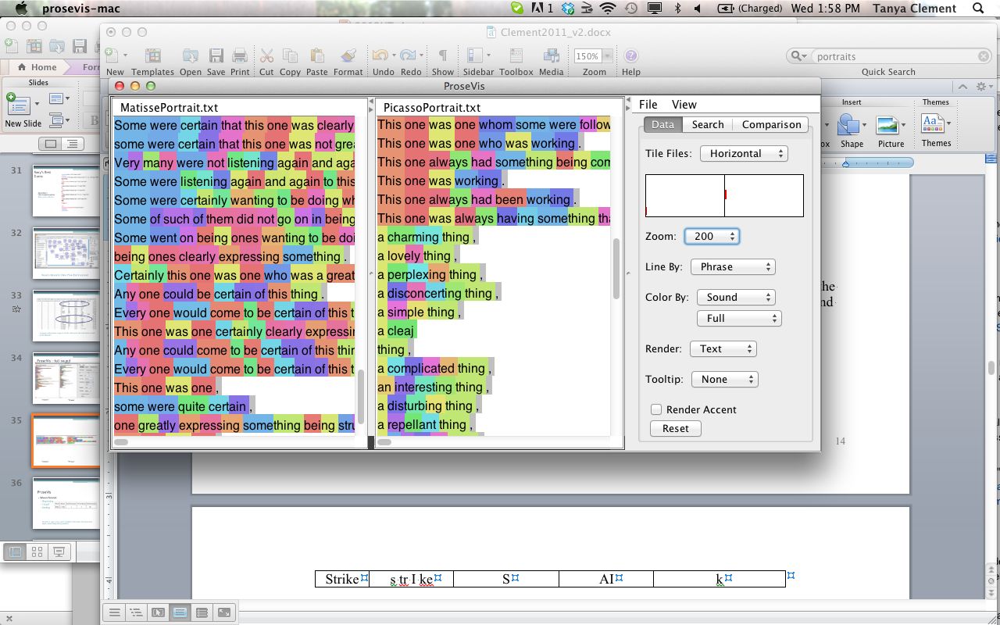 prosevis-mac
1
(Charged)
Wed 1:58 PM
Tanya Clement
Clement2011_v2.docx
New
Templates
Open
Save
Print
Cut
Copy
Paste
Format
Undo
Redo
Show
Sidebar
Toolbox
Media
150%
Zoom
Help
portraits
Quick Search
Home
Slides
New Slide
Insert
Themes
Shape
Picture
Themes
31
32
33
34
35
36
ProseVis
MatissePortrait.txt
Some were certain that this one was clearly
some were certain that this one was not grea
Very many were not listening again and aga
Some were listening again and again to this
Some were certainly wanting to be doing wh
Some of such of them did not go on in being
Some went on being ones wanting to be doi
being ones clearly expressing something .
Certainly this one was one who was a great
Any one could be certain of this thing .
Every one would come to be certain of this t
This one was one certainly clearly expressin
Any one could come to be certain of this thin
Every one would come to be certain of this t
This one was one ,
some were quite certain ,
one greatly expressing something being stru
PicassoPortrait.txt
This one was one whom some were follow
This one was one who was working .
This one always had something being com
This one was working .
This one always had been working .
This one was always having something tha
a charming thing ,
a lovely thing ,
a perplexing thing ,
a disconcerting thing ,
a simple thing ,
a cleaj
thing ,
a complicated thing ,
an interesting thing ,
a disturbing thing ,
a repellant thing ,
File View
Data Search Comparison
Tile Files: Horizontal
Zoom: 200
Line By: Phrase
Color By: Sound
Full
Render: Text
Tooltip: None
Render Accent
Reset
14
Strike s tr I ke S AI k